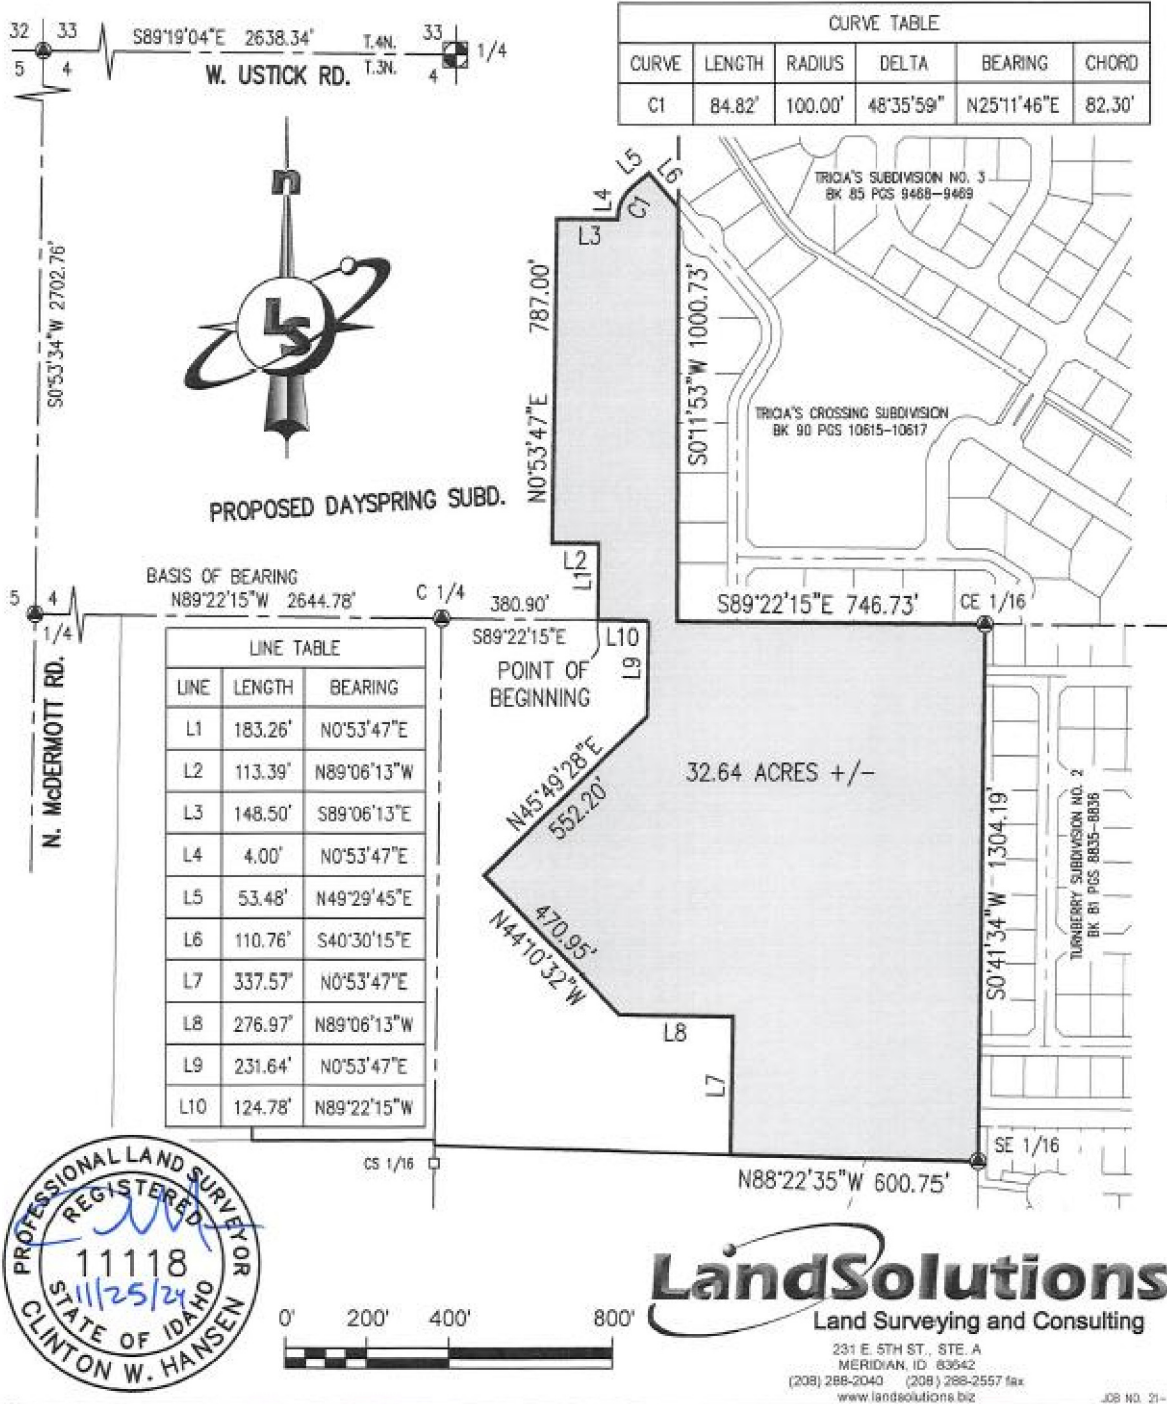 32 33
5 4
S89°19'04"E 2638.34'
W. USTICK RD.
T.4N.
T.3N.
33
4
1/4
CURVE TABLE
CURVE LENGTH RADIUS DELTA BEARING CHORD
C1 84.82' 100.00' 48°35'59" N25°11'46"E 82.30'
n
LS
S0°53'34"W 2702.76'
L5
L6
L4
C1
L3
TRICIA'S SUBDIVISION NO. 3
BK 85 PGS 9468-9469
787.00'
N0°53'47"E
S0°11'53"W 1000.73'
TRICIA'S CROSSING SUBDIVISION
BK 90 PGS 10615-10617
PROPOSED DAYSPRING SUBD.
L2
L1
BASIS OF BEARING
N89°22'15"W 2644.78'
5 4
1/4
C 1/4
380.90'
S89°22'15"E
L10
S89°22'15"E 746.73'
CE 1/16
N. McDERMOTT RD.
POINT OF
BEGINNING
L9
LINE TABLE
LINE LENGTH BEARING
L1 183.26' N0°53'47"E
L2 113.39' N89°06'13"W
L3 148.50' S89°06'13"E
L4 4.00' N0°53'47"E
L5 53.48' N49°29'45"E
L6 110.76' S40°30'15"E
L7 337.57' N0°53'47"E
L8 276.97' N89°06'13"W
L9 231.64' N0°53'47"E
L10 124.78' N89°22'15"W
N45°49'28"E
552.20'
32.64 ACRES +/-
S0°41'34"W 1304.19'
TURNBERRY SUBDIVISION NO. 2
BK 81 PGS 8835-8836
470.95'
N44°10'32"W
L8
L7
CS 1/16
SE 1/16
N88°22'35"W 600.75'
PROFESSIONAL LAND SURVEYOR
REGISTERED
11118
11/25/24
STATE OF IDAHO
CLINTON W. HANSEN
0' 200' 400' 800'
LandSolutions
Land Surveying and Consulting
231 E. 5TH ST., STE. A
MERIDIAN, ID 83642
(208) 288-2040 (208) 288-2557 fax
www.landsolutions.biz
JOB NO. 21-